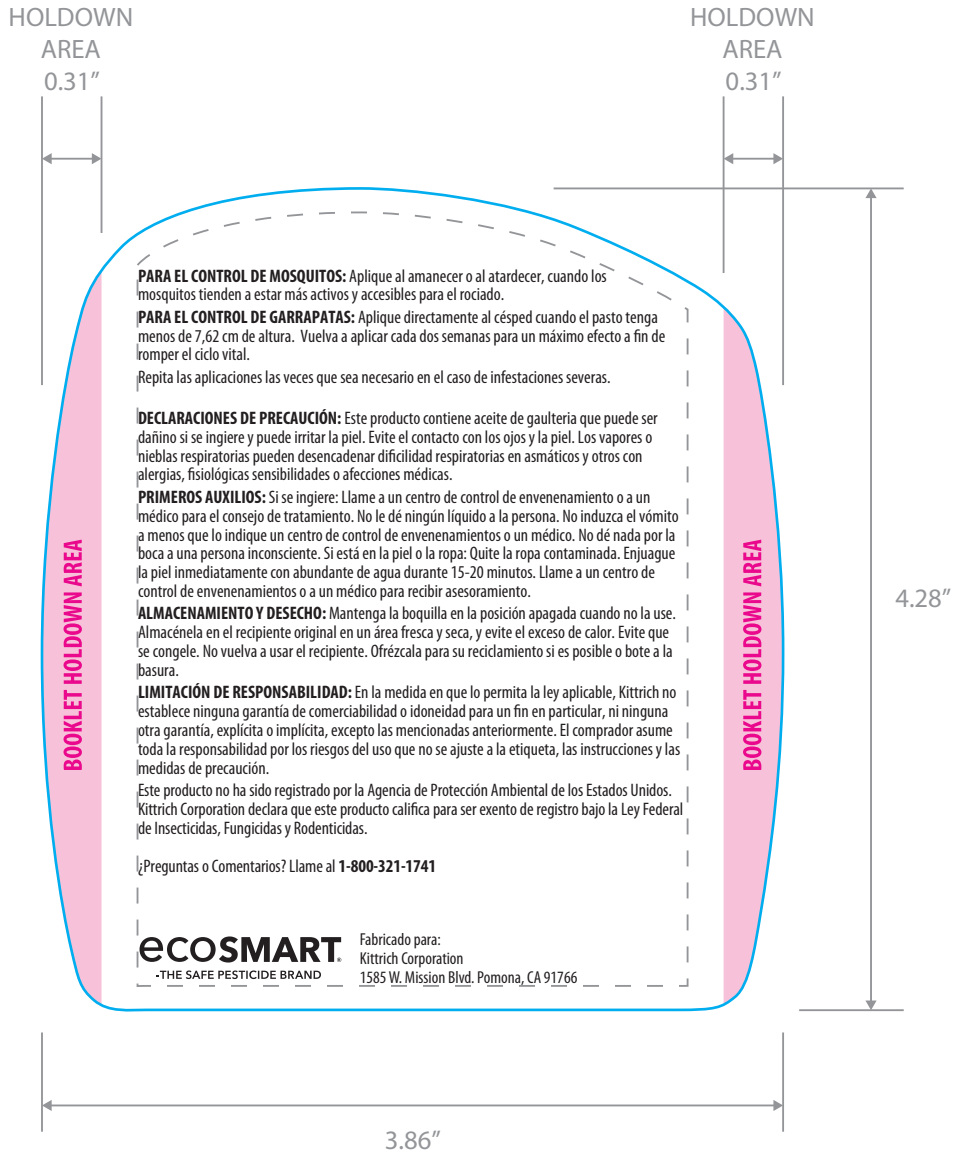 HOLDOWN
AREA
0.31"
HOLDOWN
AREA
0.31"
PARA EL CONTROL DE MOSQUITOS: Aplique al amanecer o al atardecer, cuando los
mosquitos tienden a estar más activos y accesibles para el rociado.
PARA EL CONTROL DE GARRAPATAS: Aplique directamente al césped cuando el pasto tenga
menos de 7,62 cm de altura. Vuelva a aplicar cada dos semanas para un máximo efecto a fin de
romper el ciclo vital.
Repita las aplicaciones las veces que sea necesario en el caso de infestaciones severas.
DECLARACIONES DE PRECAUCIÓN: Este producto contiene aceite de gaulteria que puede ser
dañino si se ingiere y puede irritar la piel. Evite el contacto con los ojos y la piel. Los vapores o
nieblas respiratorias pueden desencadenar dificilidad respiratorias en asmáticos y otros con
alergias, fisiológicas sensibilidades o afecciones médicas.
PRIMEROS AUXILIOS: Si se ingiere: Llame a un centro de control de envenenamiento o a un
médico para el consejo de tratamiento. No le dé ningún líquido a la persona. No induzca el vómito
a menos que lo indique un centro de control de envenenamientos o un médico. No dé nada por la
boca a una persona inconsciente. Si está en la piel o la ropa: Quite la ropa contaminada. Enjuague
la piel inmediatamente con abundante de agua durante 15-20 minutos. Llame a un centro de
control de envenenamientos o a un médico para recibir asesoramiento.
ALMACENAMIENTO Y DESECHO: Mantenga la boquilla en la posición apagada cuando no la use.
Almacénela en el recipiente original en un área fresca y seca, y evite el exceso de calor. Evite que
se congele. No vuelva a usar el recipiente. Ofrézcala para su reciclamiento si es posible o bote a la
basura.
LIMITACIÓN DE RESPONSABILIDAD: En la medida en que lo permita la ley aplicable, Kittrich no
establece ninguna garantía de comerciabilidad o idoneidad para un fin en particular, ni ninguna
otra garantía, explícita o implícita, excepto las mencionadas anteriormente. El comprador asume
toda la responsabilidad por los riesgos del uso que no se ajuste a la etiqueta, las instrucciones y las
medidas de precaución.
Este producto no ha sido registrado por la Agencia de Protección Ambiental de los Estados Unidos.
Kittrich Corporation declara que este producto califica para ser exento de registro bajo la Ley Federal
de Insecticidas, Fungicidas y Rodenticidas.
¿Preguntas o Comentarios? Llame al 1-800-321-1741
ecoSMART®
-THE SAFE PESTICIDE BRAND
Fabricado para:
Kittrich Corporation
1585 W. Mission Blvd. Pomona, CA 91766
BOOKLET HOLDOWN AREA
BOOKLET HOLDOWN AREA
4.28"
3.86"